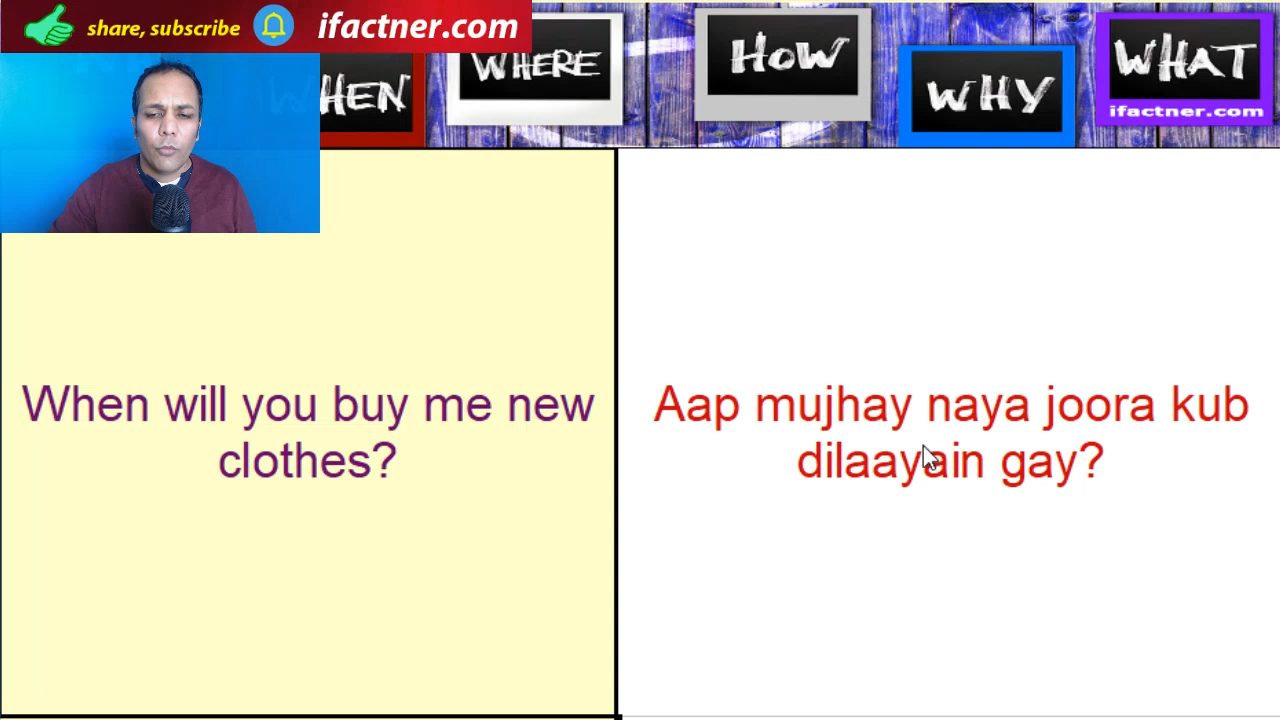 share, subscribe ifactner.com
WHEN WHERE HOW WHY WHAT
ifactner.com
When will you buy me new
clothes?
Aap mujhay naya joora kub
dilaayain gay?